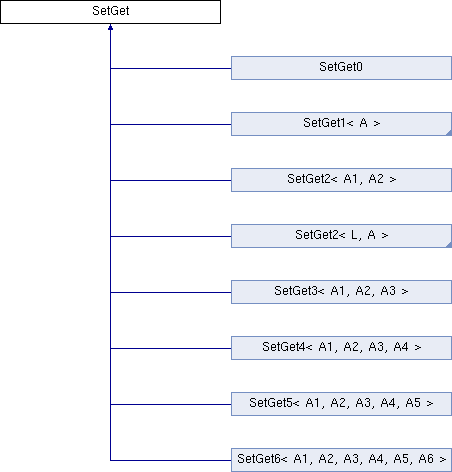 SetGet
SetGet0
SetGet1< A >
SetGet2< A1, A2 >
SetGet2< L, A >
SetGet3< A1, A2, A3 >
SetGet4< A1, A2, A3, A4 >
SetGet5< A1, A2, A3, A4, A5 >
SetGet6< A1, A2, A3, A4, A5, A6 >